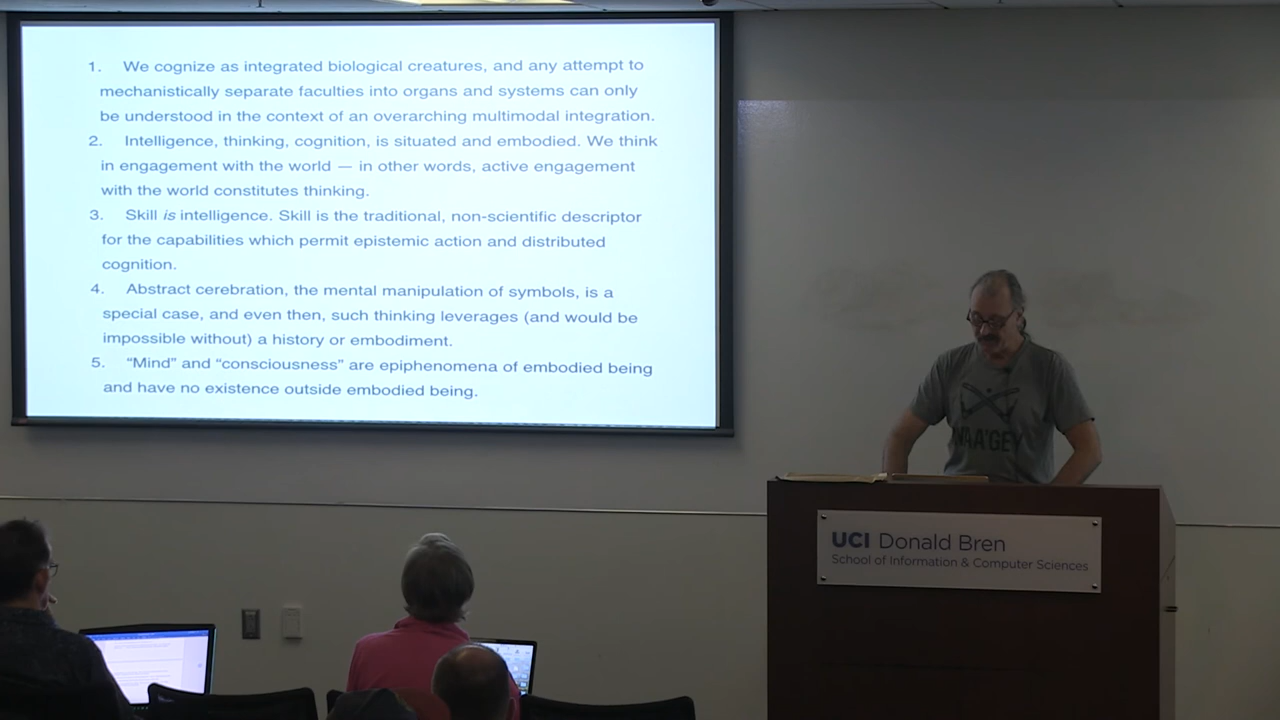 1. We cognize as integrated biological creatures, and any attempt to
mechanistically separate faculties into organs and systems can only
be understood in the context of an overarching multimodal integration.
2. Intelligence, thinking, cognition, is situated and embodied. We think
in engagement with the world — in other words, active engagement
with the world constitutes thinking.
3. Skill is intelligence. Skill is the traditional, non-scientific descriptor
for the capabilities which permit epistemic action and distributed
cognition.
4. Abstract cerebration, the mental manipulation of symbols, is a
special case, and even then, such thinking leverages (and would be
impossible without) a history or embodiment.
5. “Mind” and “consciousness” are epiphenomena of embodied being
and have no existence outside embodied being.
UCI Donald Bren
School of Information & Computer Sciences